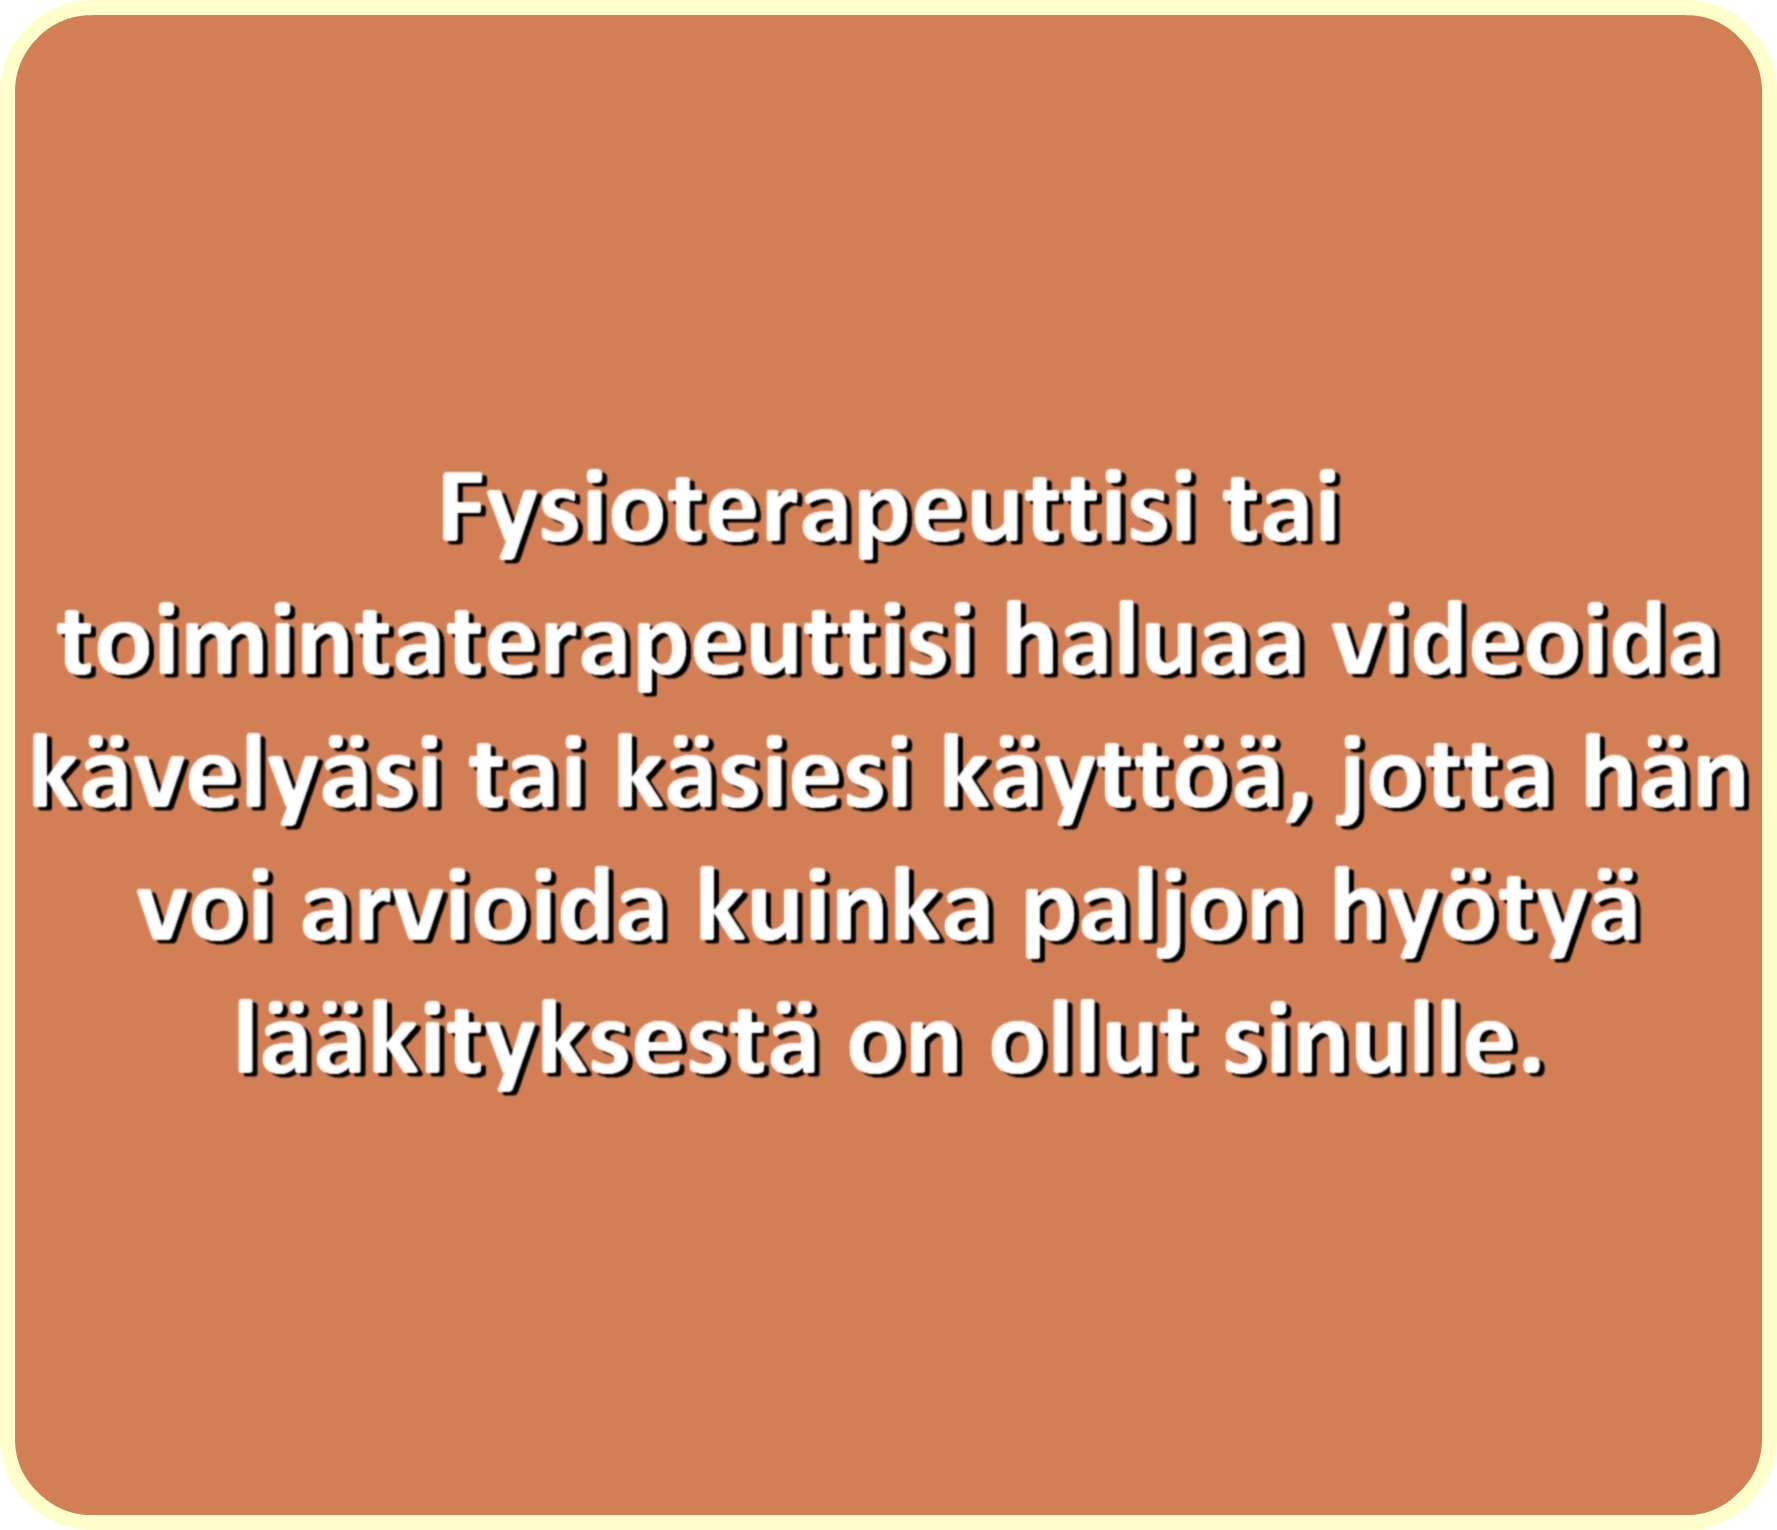 Fysioterapeuttisi tai
toimintaterapeuttisi haluaa videoida
kävelyäsi tai käsiesi käyttöä, jotta hän
voi arvioida kuinka paljon hyötyä
lääkityksestä on ollut sinulle.